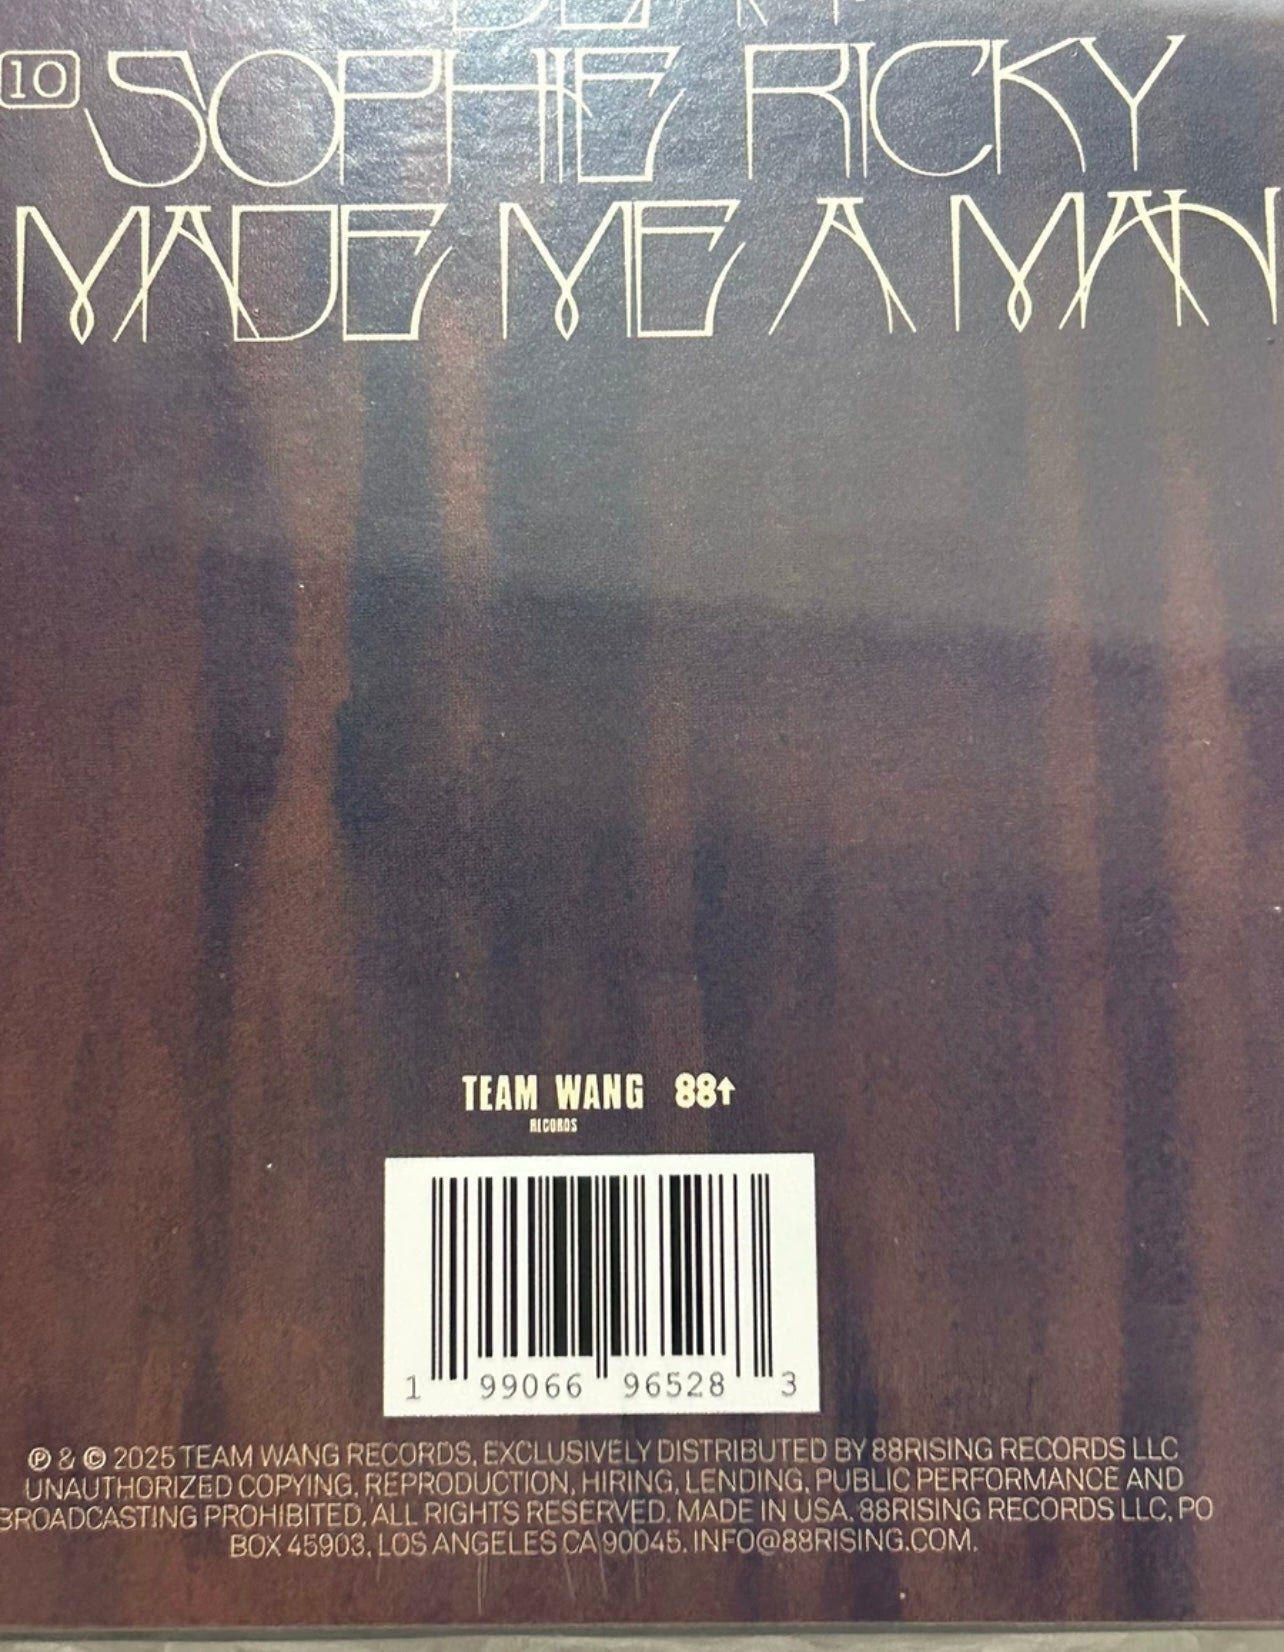 10 SOPHIE RICKY
MADE ME A MAN
TEAM WANG 88↑
RECORDS
1 99066 96528 3
℗ & © 2025 TEAM WANG RECORDS, EXCLUSIVELY DISTRIBUTED BY 88RISING RECORDS LLC
UNAUTHORIZED COPYING, REPRODUCTION, HIRING, LENDING, PUBLIC PERFORMANCE AND
BROADCASTING PROHIBITED. ALL RIGHTS RESERVED. MADE IN USA. 88RISING RECORDS LLC, PO
BOX 45903, LOS ANGELES CA 90045. INFO@88RISING.COM.